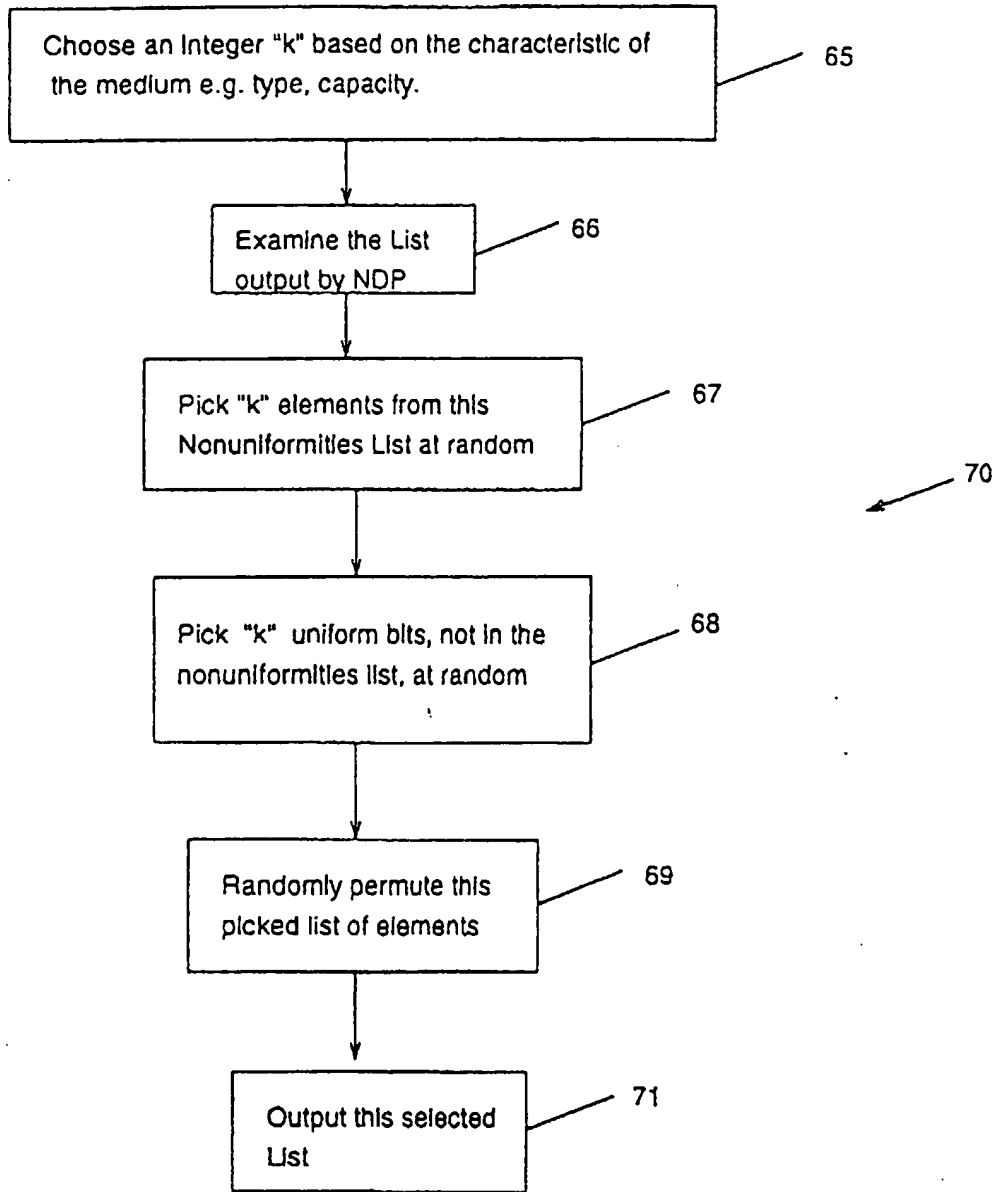 Choose an Integer "k" based on the characteristic of
the medium e.g. type, capacity.
65
Examine the List
output by NDP
66
Pick "k" elements from this
Nonuniformities List at random
67
70
Pick "k" uniform bits, not in the
nonuniformities list, at random
68
Randomly permute this
picked list of elements
69
Output this selected
List
71